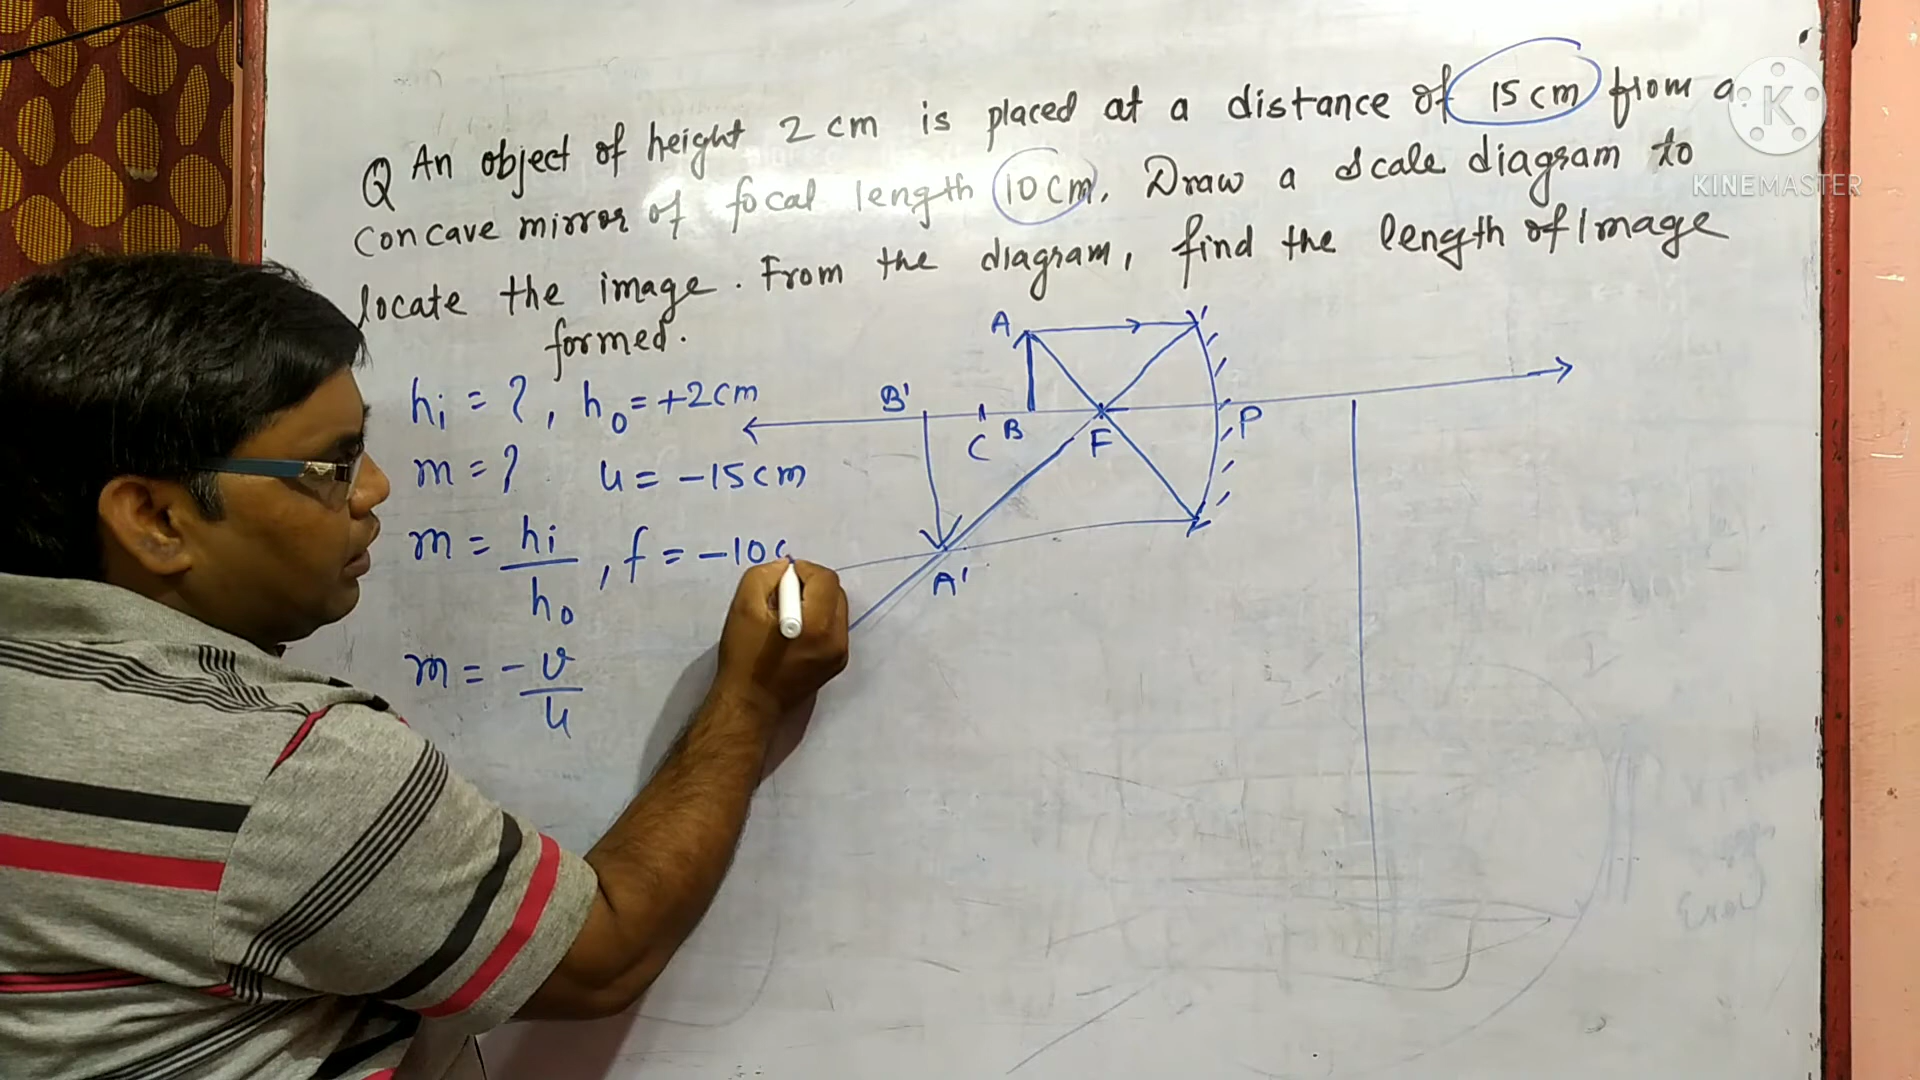 Q An object of height 2 cm is placed at a distance of 15 cm from a
concave mirror of focal length 10 cm. Draw a scale diagram to
locate the image. From the diagram, find the length of Image
formed.
hi = ? , ho = +2cm
m = ? u = -15cm
m = hi/ho , f = -10c
m = -v/u
A
B'
C
B
F
P
A'
K
KINEMASTER